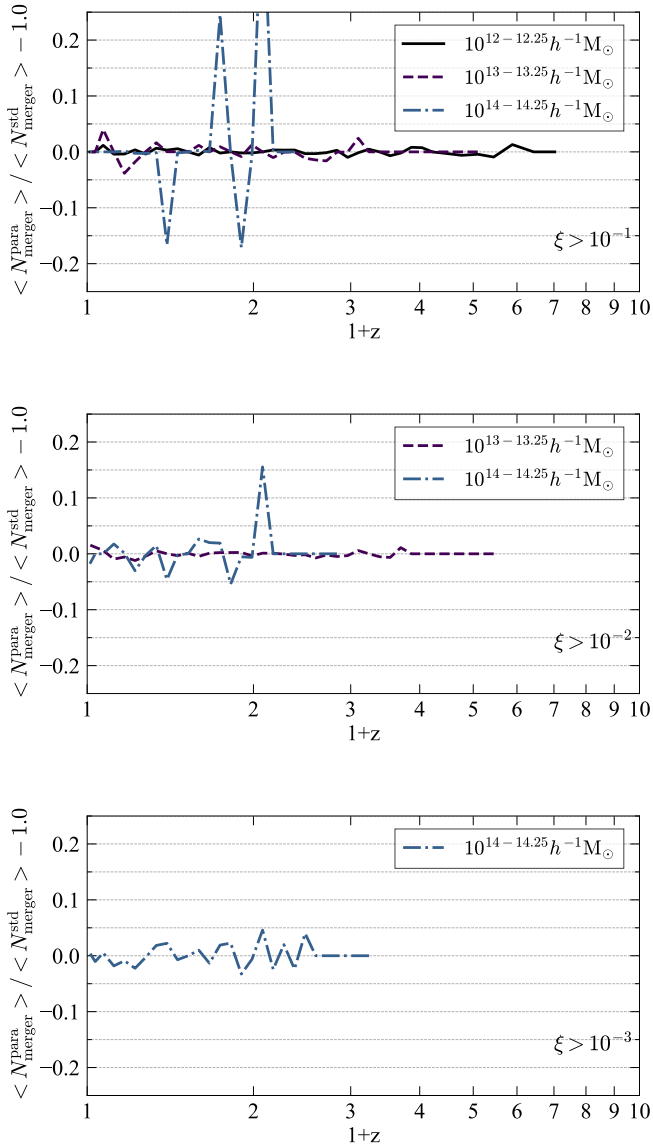 < N^para_merger > / < N^std_merger > − 1.0
0.2
0.1
0.0
−0.1
−0.2
10^12 − 12.25 h^−1 M_⊙
10^13 − 13.25 h^−1 M_⊙
10^14 − 14.25 h^−1 M_⊙
ξ > 10^−1
1 2 3 4 5 6 7 8 9 10
1+z
< N^para_merger > / < N^std_merger > − 1.0
0.2
0.1
0.0
−0.1
−0.2
10^13 − 13.25 h^−1 M_⊙
10^14 − 14.25 h^−1 M_⊙
ξ > 10^−2
1 2 3 4 5 6 7 8 9 10
1+z
< N^para_merger > / < N^std_merger > − 1.0
0.2
0.1
0.0
−0.1
−0.2
10^14 − 14.25 h^−1 M_⊙
ξ > 10^−3
1 2 3 4 5 6 7 8 9 10
1+z